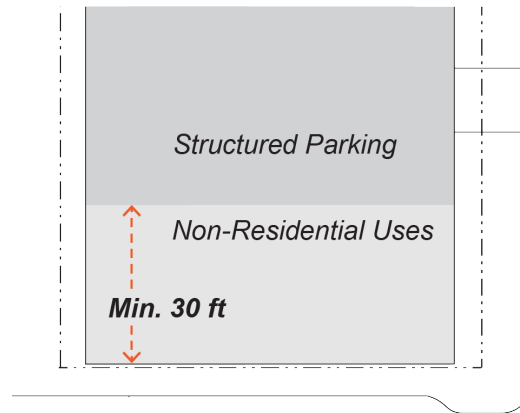 Structured Parking
Non-Residential Uses
Min. 30 ft